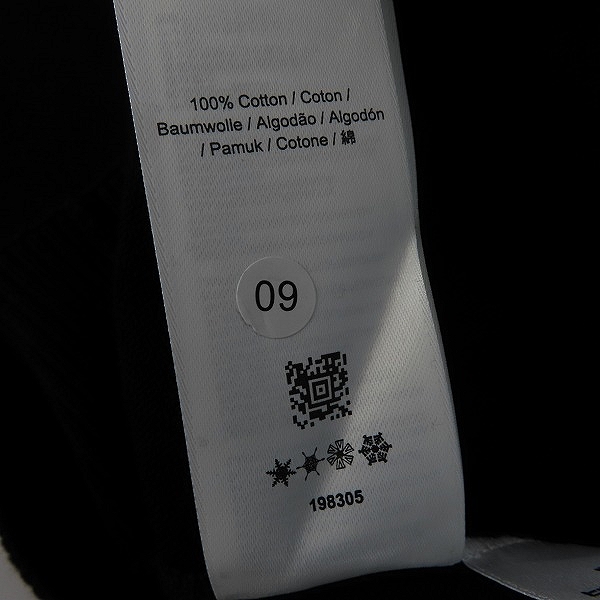 100% Cotton / Coton /
Baumwolle / Algodão / Algodón
/ Pamuk / Cotone / 綿
09
198305